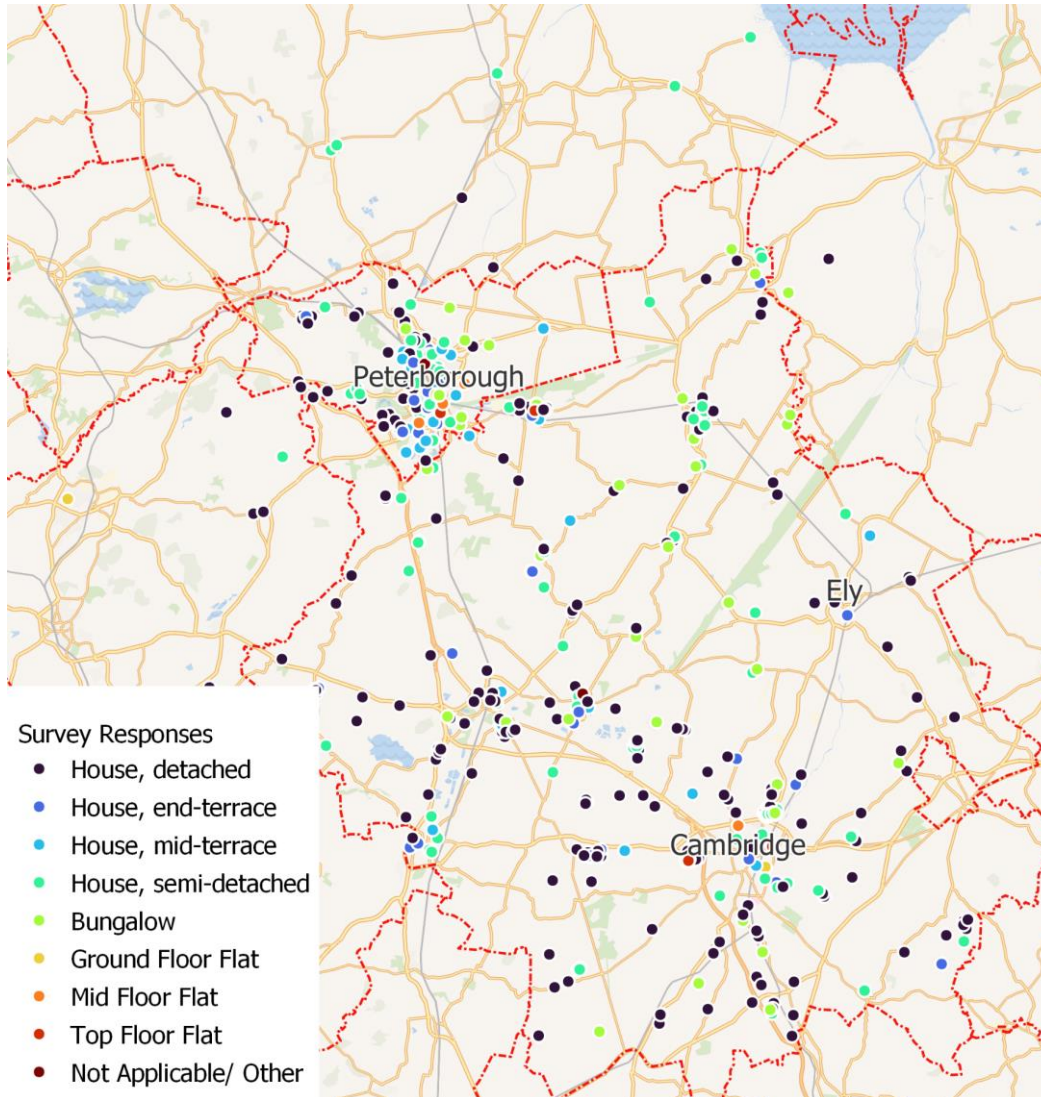 Peterborough
Ely
Cambridge
Survey Responses
House, detached
House, end-terrace
House, mid-terrace
House, semi-detached
Bungalow
Ground Floor Flat
Mid Floor Flat
Top Floor Flat
Not Applicable/ Other